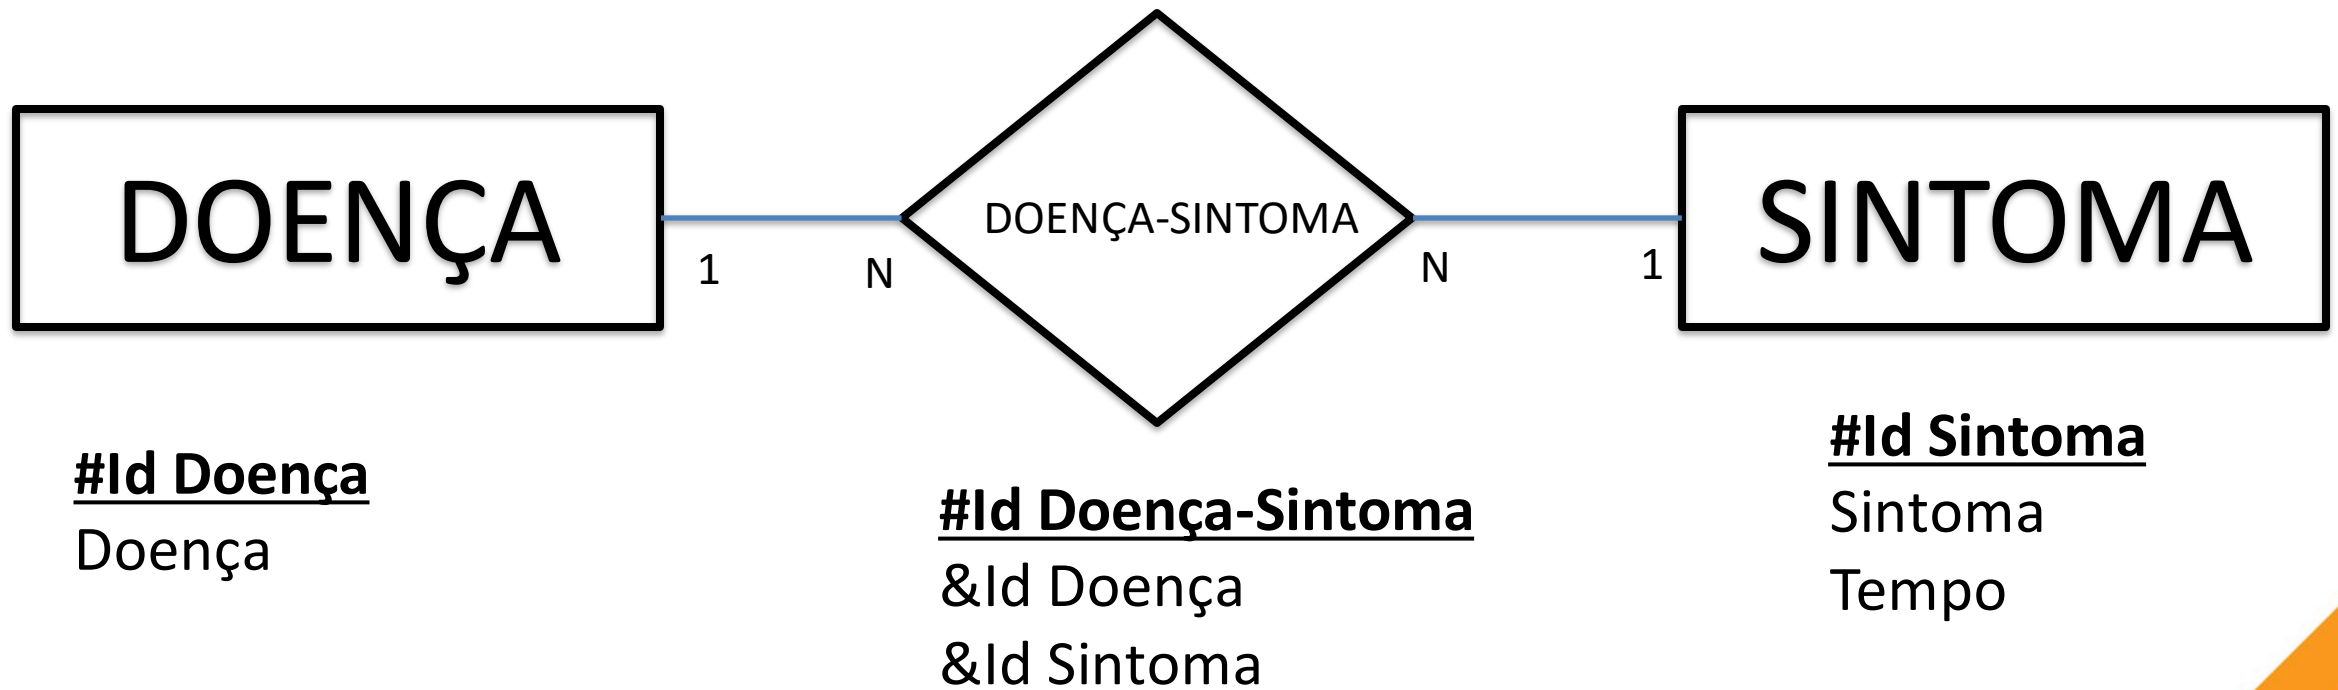 DOENÇA
DOENÇA-SINTOMA
SINTOMA
1
N
N
1
#Id Doença
Doença
#Id Doença-Sintoma
&Id Doença
&Id Sintoma
#Id Sintoma
Sintoma
Tempo